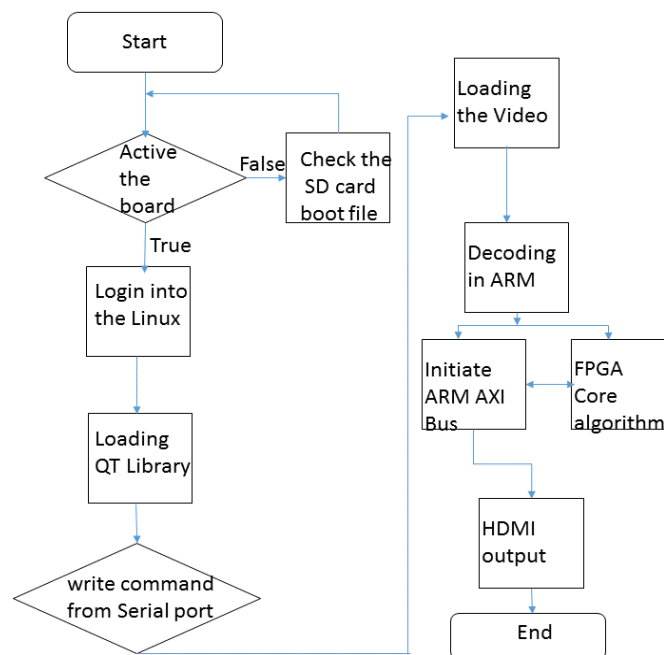 Start
Active
the
board
False
Check the
SD card
boot file
True
Login into
the Linux
Loading
QT Library
write command
from Serial port
Loading
the Video
Decoding
in ARM
Initiate
ARM AXI
Bus
FPGA
Core
algorithm
HDMI
output
End